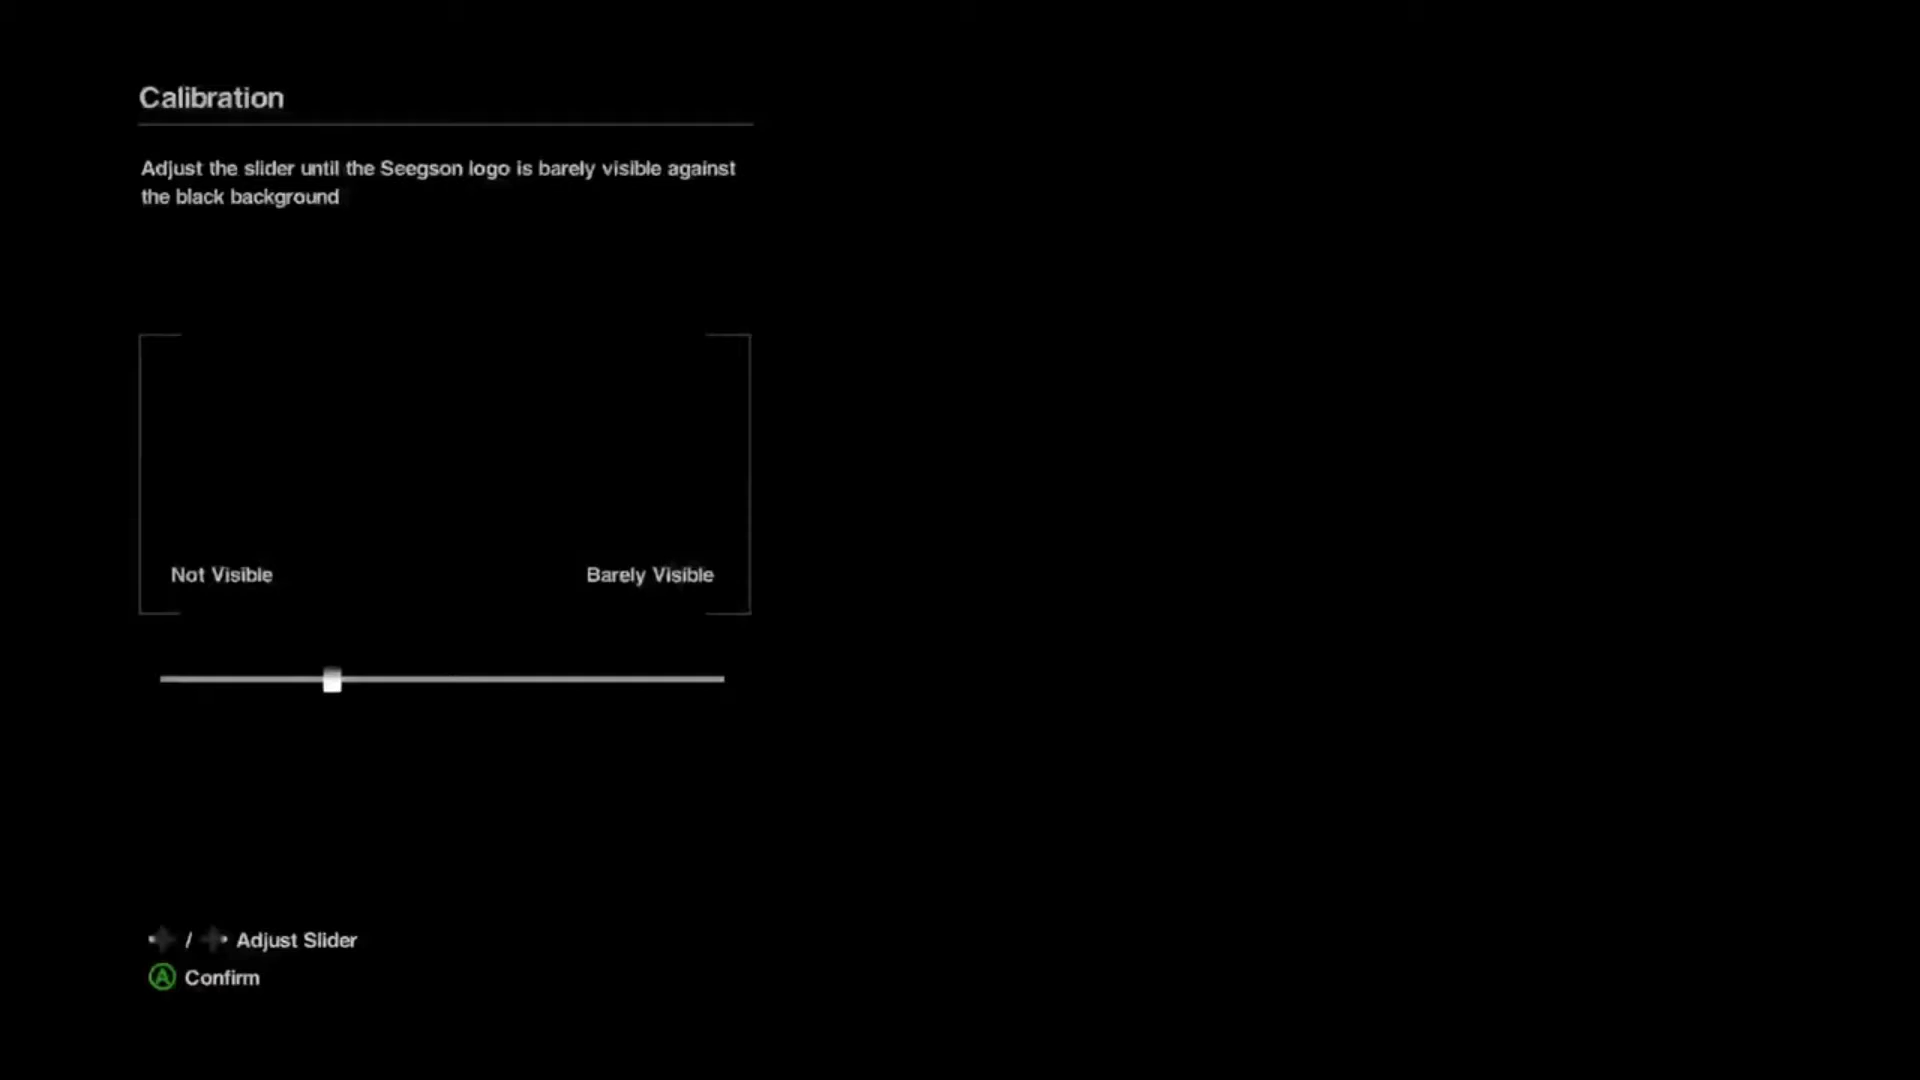 Calibration
Adjust the slider until the Seegson logo is barely visible against
the black background
Not Visible
Barely Visible
/ Adjust Slider
A Confirm